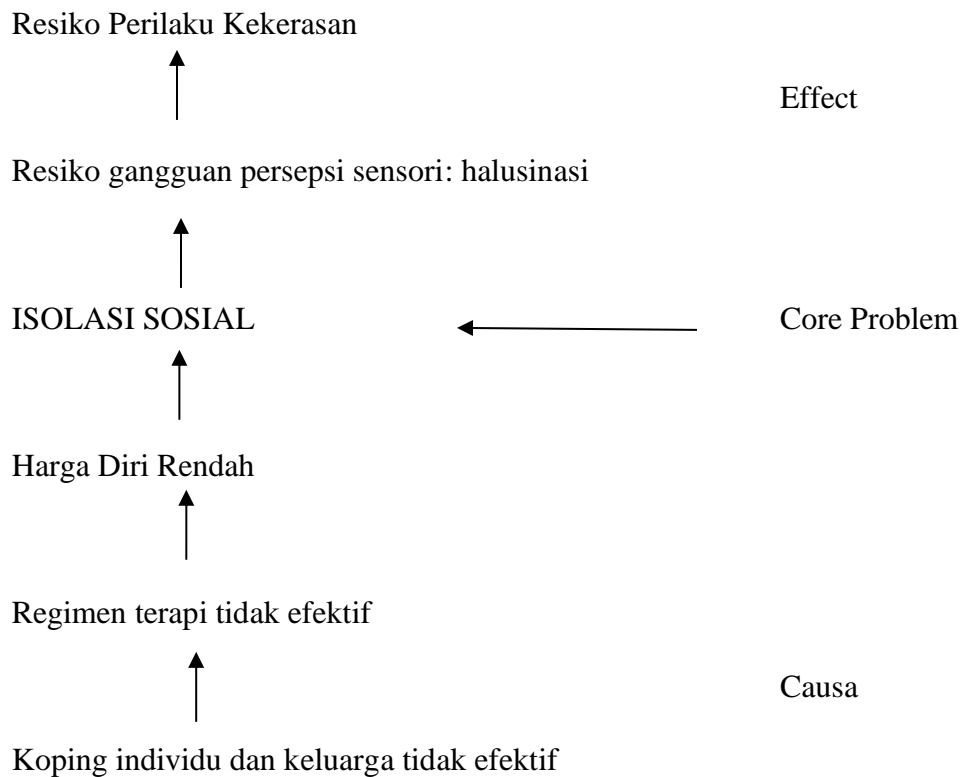 Resiko Perilaku Kekerasan
Effect
Resiko gangguan persepsi sensori: halusinasi
ISOLASI SOSIAL
Core Problem
Harga Diri Rendah
Regimen terapi tidak efektif
Causa
Koping individu dan keluarga tidak efektif